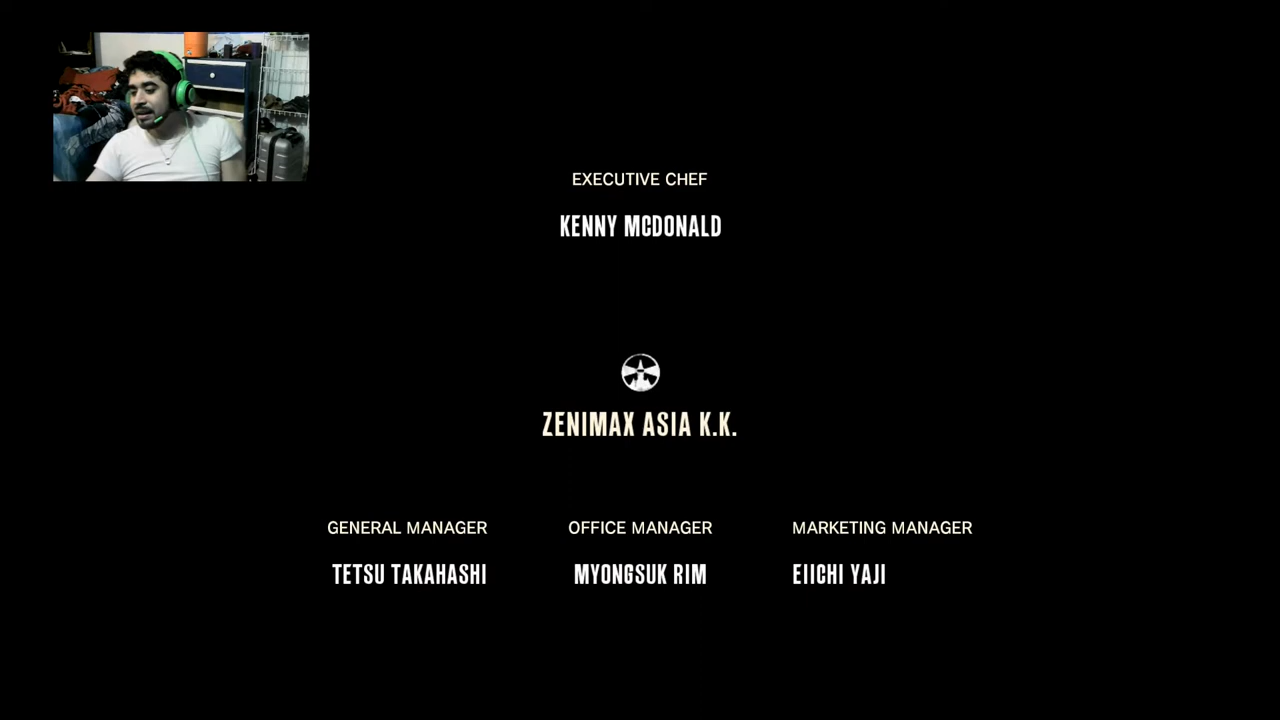 EXECUTIVE CHEF
KENNY MCDONALD
ZENIMAX ASIA K.K.
GENERAL MANAGER OFFICE MANAGER MARKETING MANAGER
TETSU TAKAHASHI MYONGSUK RIM EIICHI YAJI